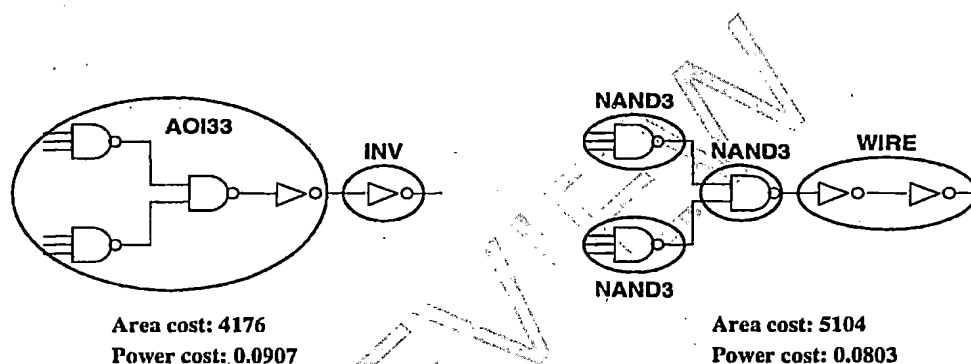 AOI33
INV
Area cost: 4176
Power cost: 0.0907
NAND3
NAND3
WIRE
NAND3
Area cost: 5104
Power cost: 0.0803